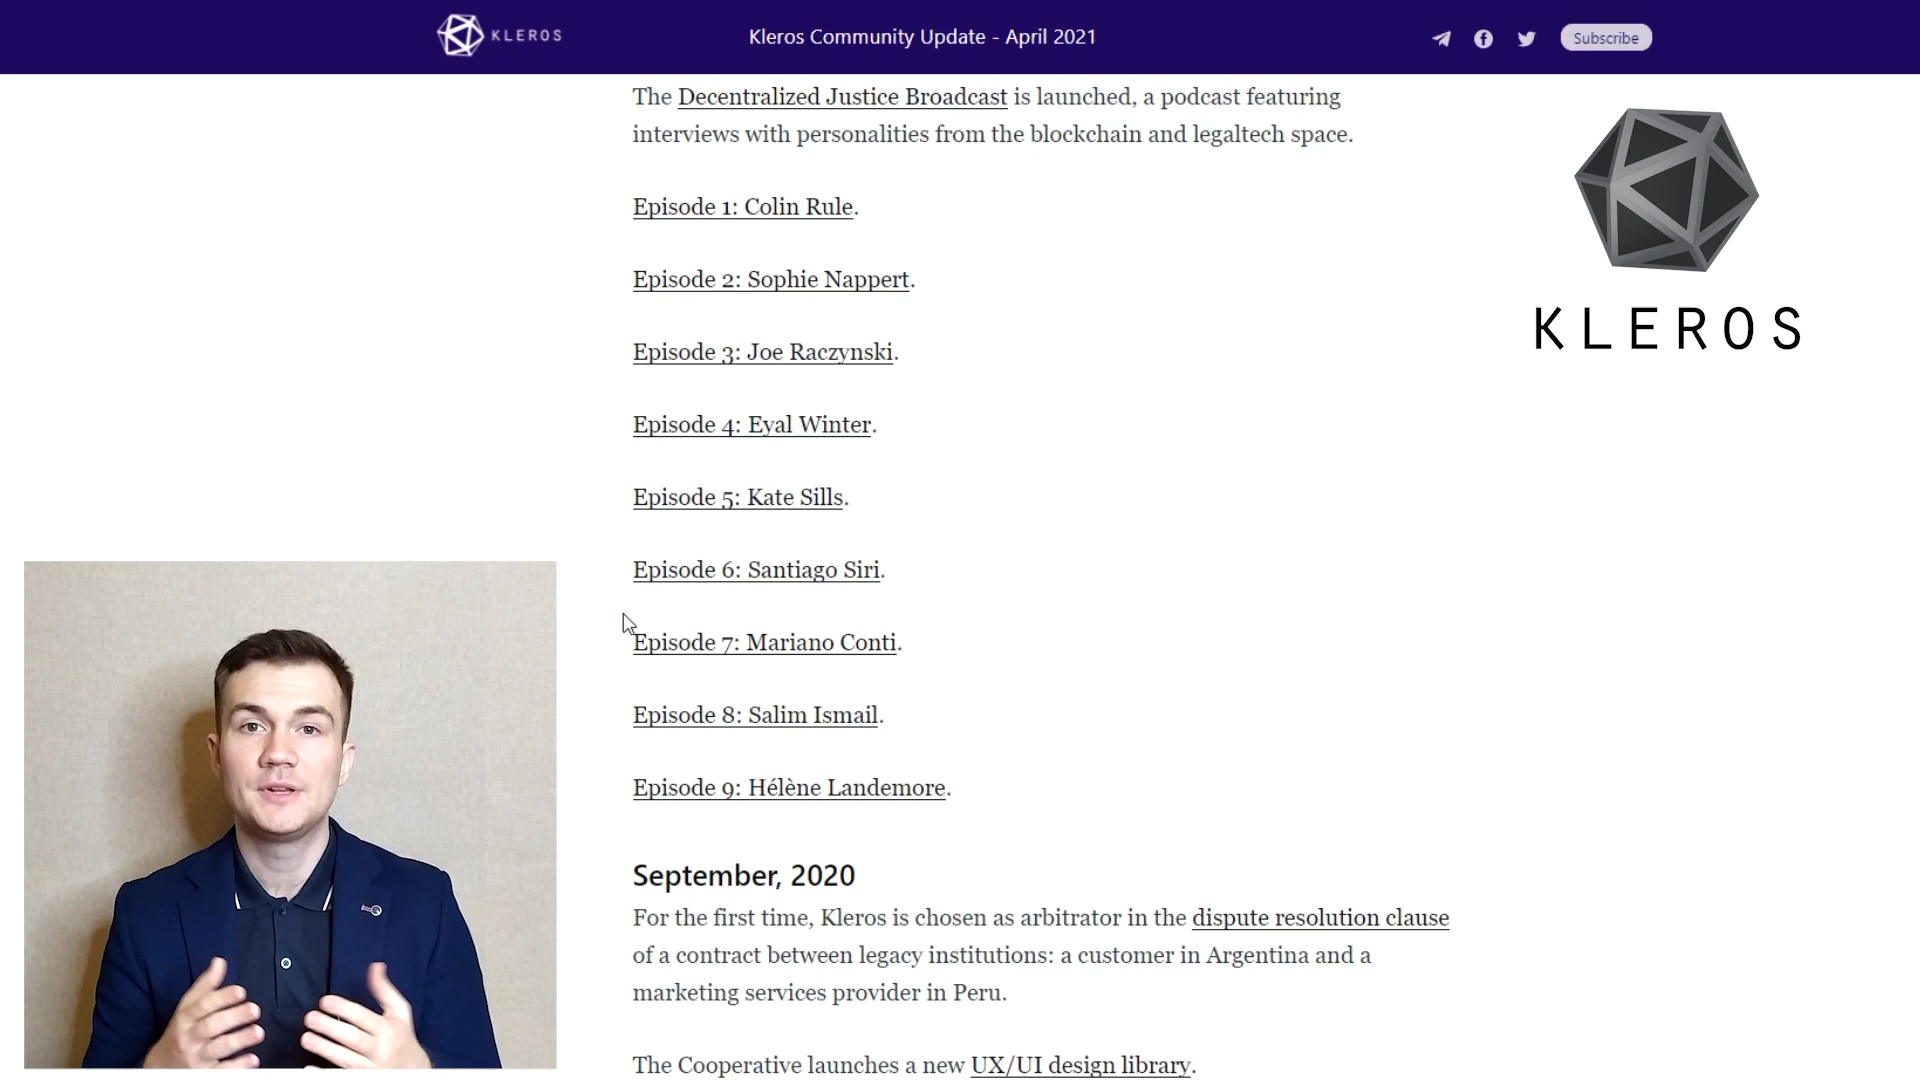 KLEROS
Kleros Community Update - April 2021
Subscribe
The Decentralized Justice Broadcast is launched, a podcast featuring
interviews with personalities from the blockchain and legaltech space.
KLEROS
Episode 1: Colin Rule.
Episode 2: Sophie Nappert.
Episode 3: Joe Raczynski.
Episode 4: Eyal Winter.
Episode 5: Kate Sills.
Episode 6: Santiago Siri.
Episode 7: Mariano Conti.
Episode 8: Salim Ismail.
Episode 9: Hélène Landemore.
September, 2020
For the first time, Kleros is chosen as arbitrator in the dispute resolution clause
of a contract between legacy institutions: a customer in Argentina and a
marketing services provider in Peru.
The Cooperative launches a new UX/UI design library.